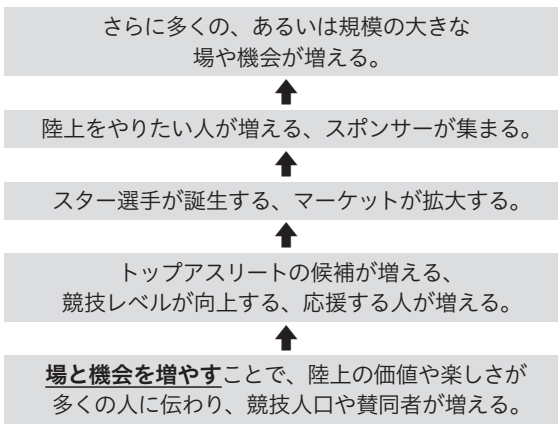 さらに多くの、あるいは規模の大きな
場や機会が増える。
陸上をやりたい人が増える、スポンサーが集まる。
スター選手が誕生する、マーケットが拡大する。
トップアスリートの候補が増える、
競技レベルが向上する、応援する人が増える。
場と機会を増やすことで、陸上の価値や楽しさが
多くの人に伝わり、競技人口や賛同者が増える。